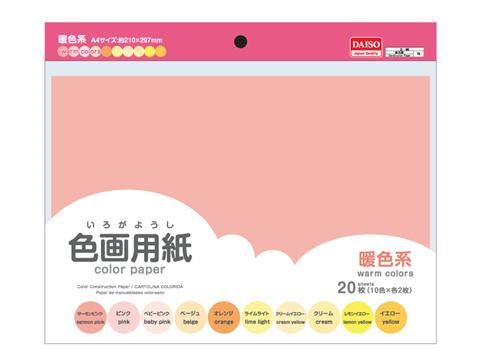 暖色系 A4サイズ:約210×297mm
warm colors
DAISO
Japan Quality
いろがようし
色画用紙
color paper
Color Construction Paper / CARTOLINA COLORIDA
Papel de manualidades coloreado
暖色系
warm colors
20枚 sheets (10色×各2枚)
サーモンピンク salmon pink
ピンク pink
ベビーピンク baby pink
ベージュ beige
オレンジ orange
ライムライト lime light
クリームイエロー cream yellow
クリーム cream
レモンイエロー lemon yellow
イエロー yellow